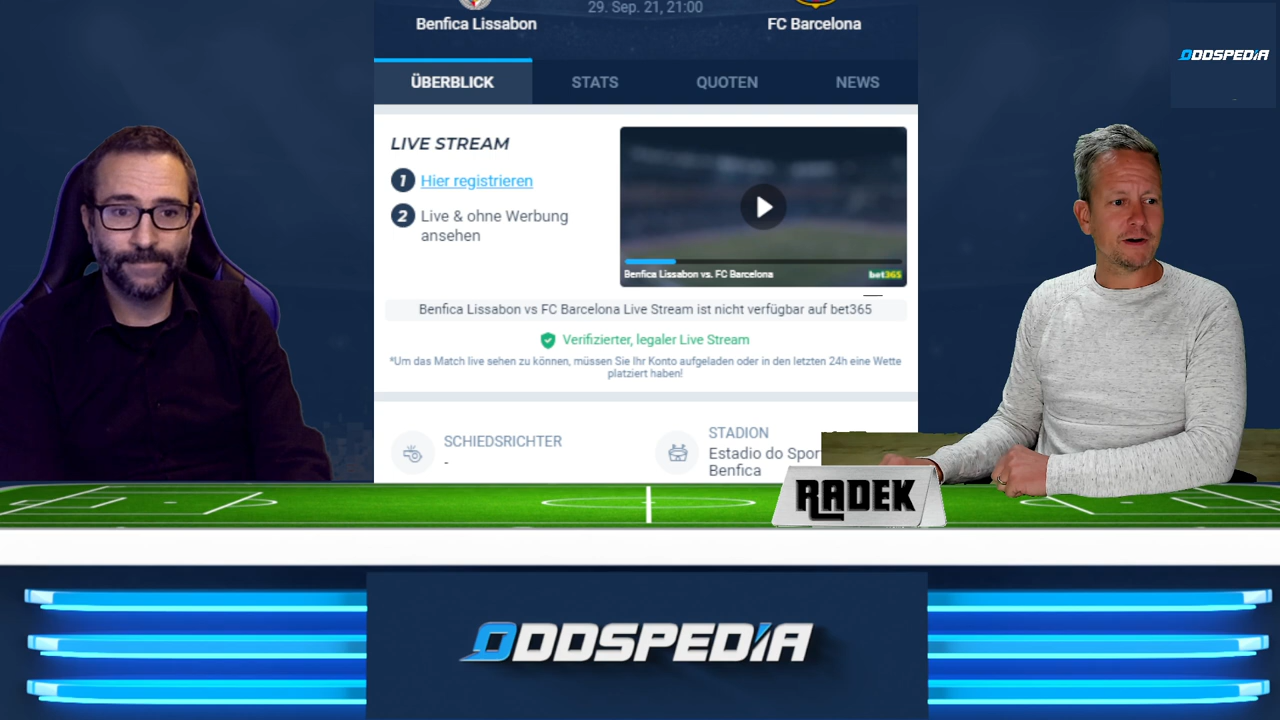 29. Sep. 21, 21:00
Benfica Lissabon
FC Barcelona
ODDSPEDIA
ÜBERBLICK
STATS
QUOTEN
NEWS
LIVE STREAM
1 Hier registrieren
2 Live & ohne Werbung
ansehen
Benfica Lissabon vs. FC Barcelona
bet365
Benfica Lissabon vs FC Barcelona Live Stream ist nicht verfügbar auf bet365
Verifizierter, legaler Live Stream
*Um das Match live sehen zu können, müssen Sie Ihr Konto aufgeladen oder in den letzten 24h eine Wette
platziert haben!
SCHIEDSRICHTER
-
STADION
Estadio do Spor
Benfica
RADEK
ODDSPEDIA